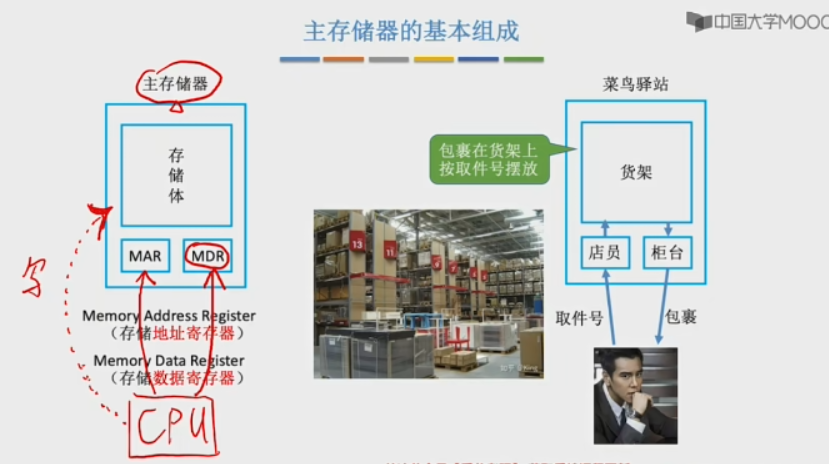 主存储器的基本组成
中国大学MOOC
主存储器
存
储
体
MAR
MDR
Memory Address Register
（存储地址寄存器）
Memory Data Register
（存储数据寄存器）
写
CPU
包裹在货架上
按取件号摆放
13
11
菜鸟驿站
货架
店员
柜台
取件号
包裹